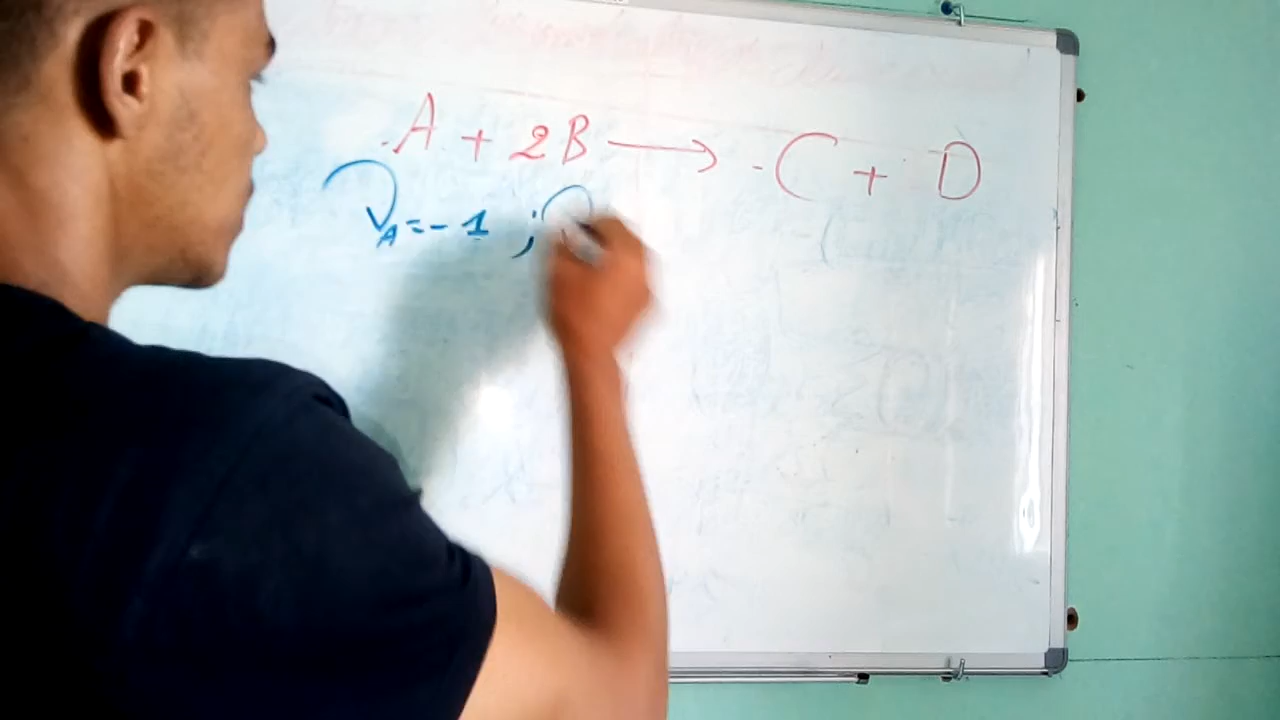 A + 2B ⟶ C + D
ν_A = -1 ;